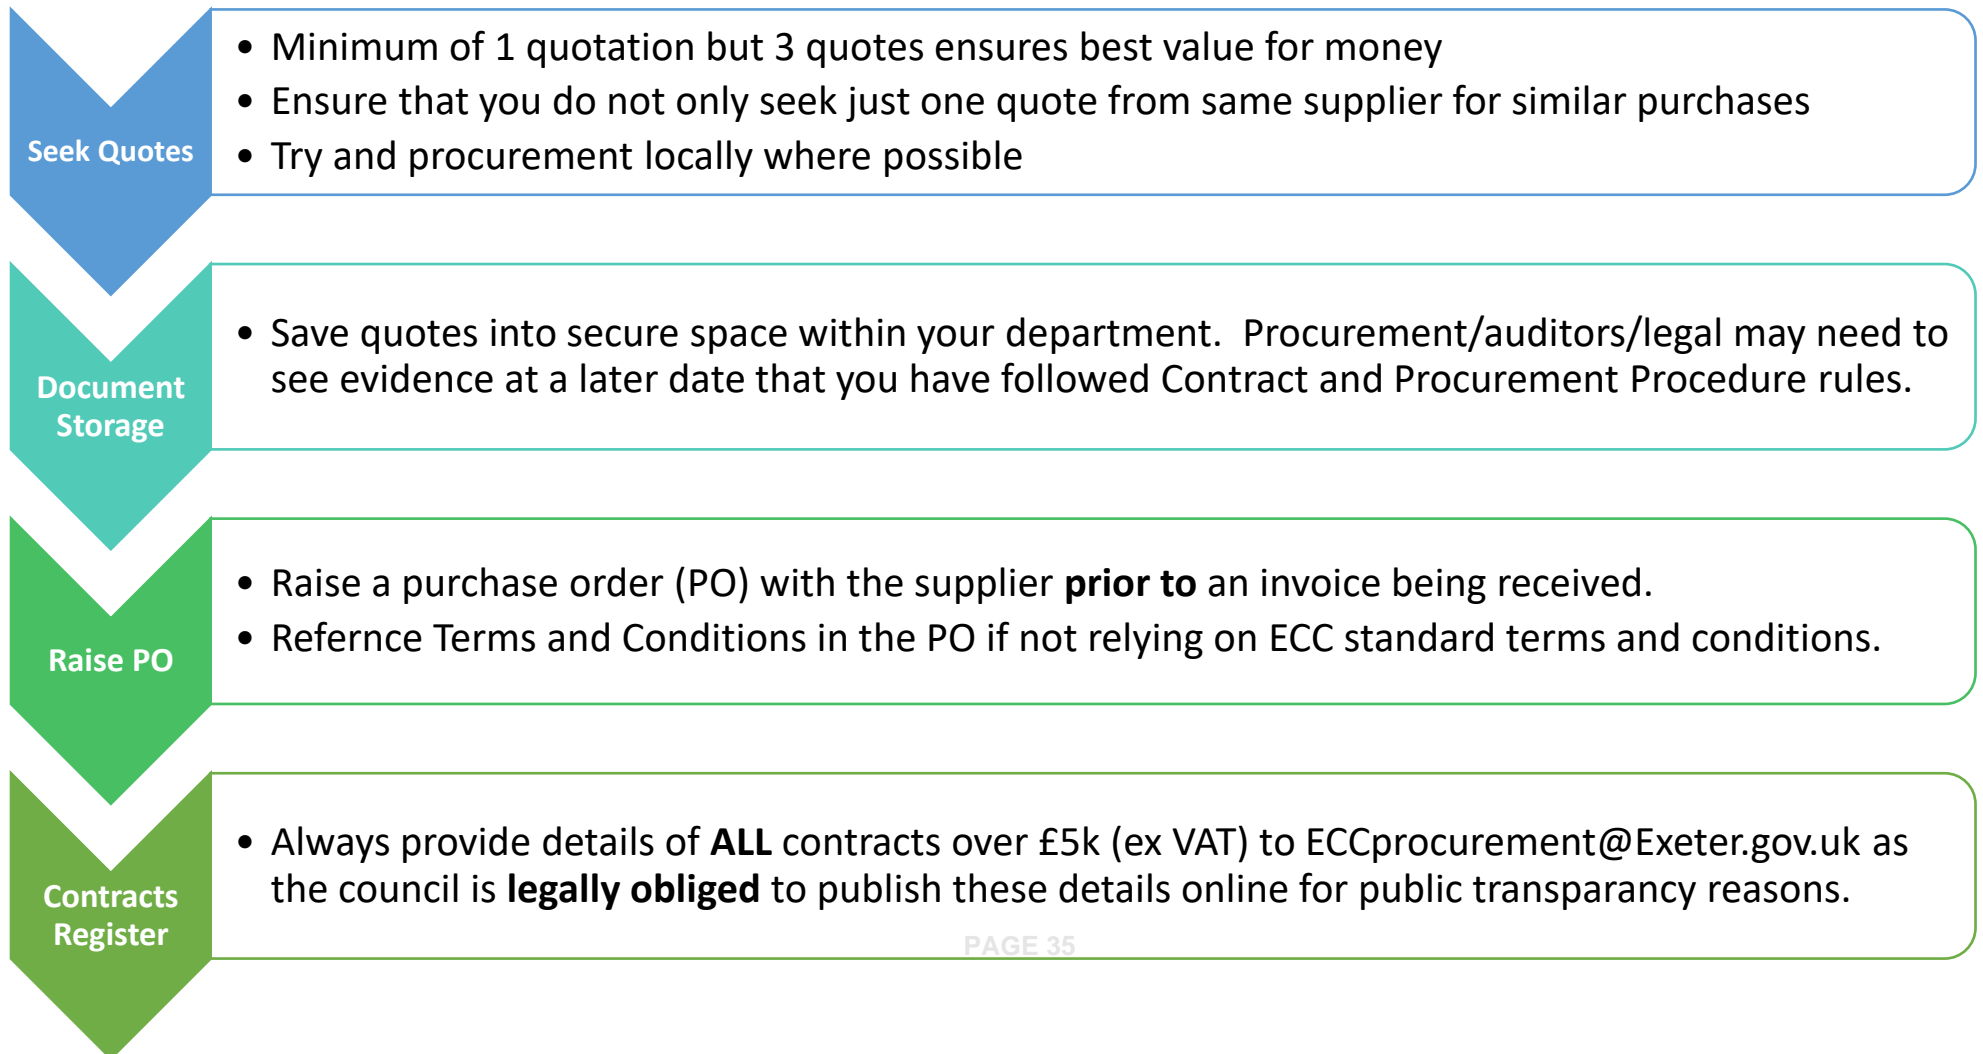 Seek Quotes
• Minimum of 1 quotation but 3 quotes ensures best value for money
• Ensure that you do not only seek just one quote from same supplier for similar purchases
• Try and procurement locally where possible
Document
Storage
• Save quotes into secure space within your department.  Procurement/auditors/legal may need to
see evidence at a later date that you have followed Contract and Procurement Procedure rules.
Raise PO
• Raise a purchase order (PO) with the supplier prior to an invoice being received.
• Refernce Terms and Conditions in the PO if not relying on ECC standard terms and conditions.
Contracts
Register
• Always provide details of ALL contracts over £5k (ex VAT) to ECCprocurement@Exeter.gov.uk as
the council is legally obliged to publish these details online for public transparancy reasons.
PAGE 35